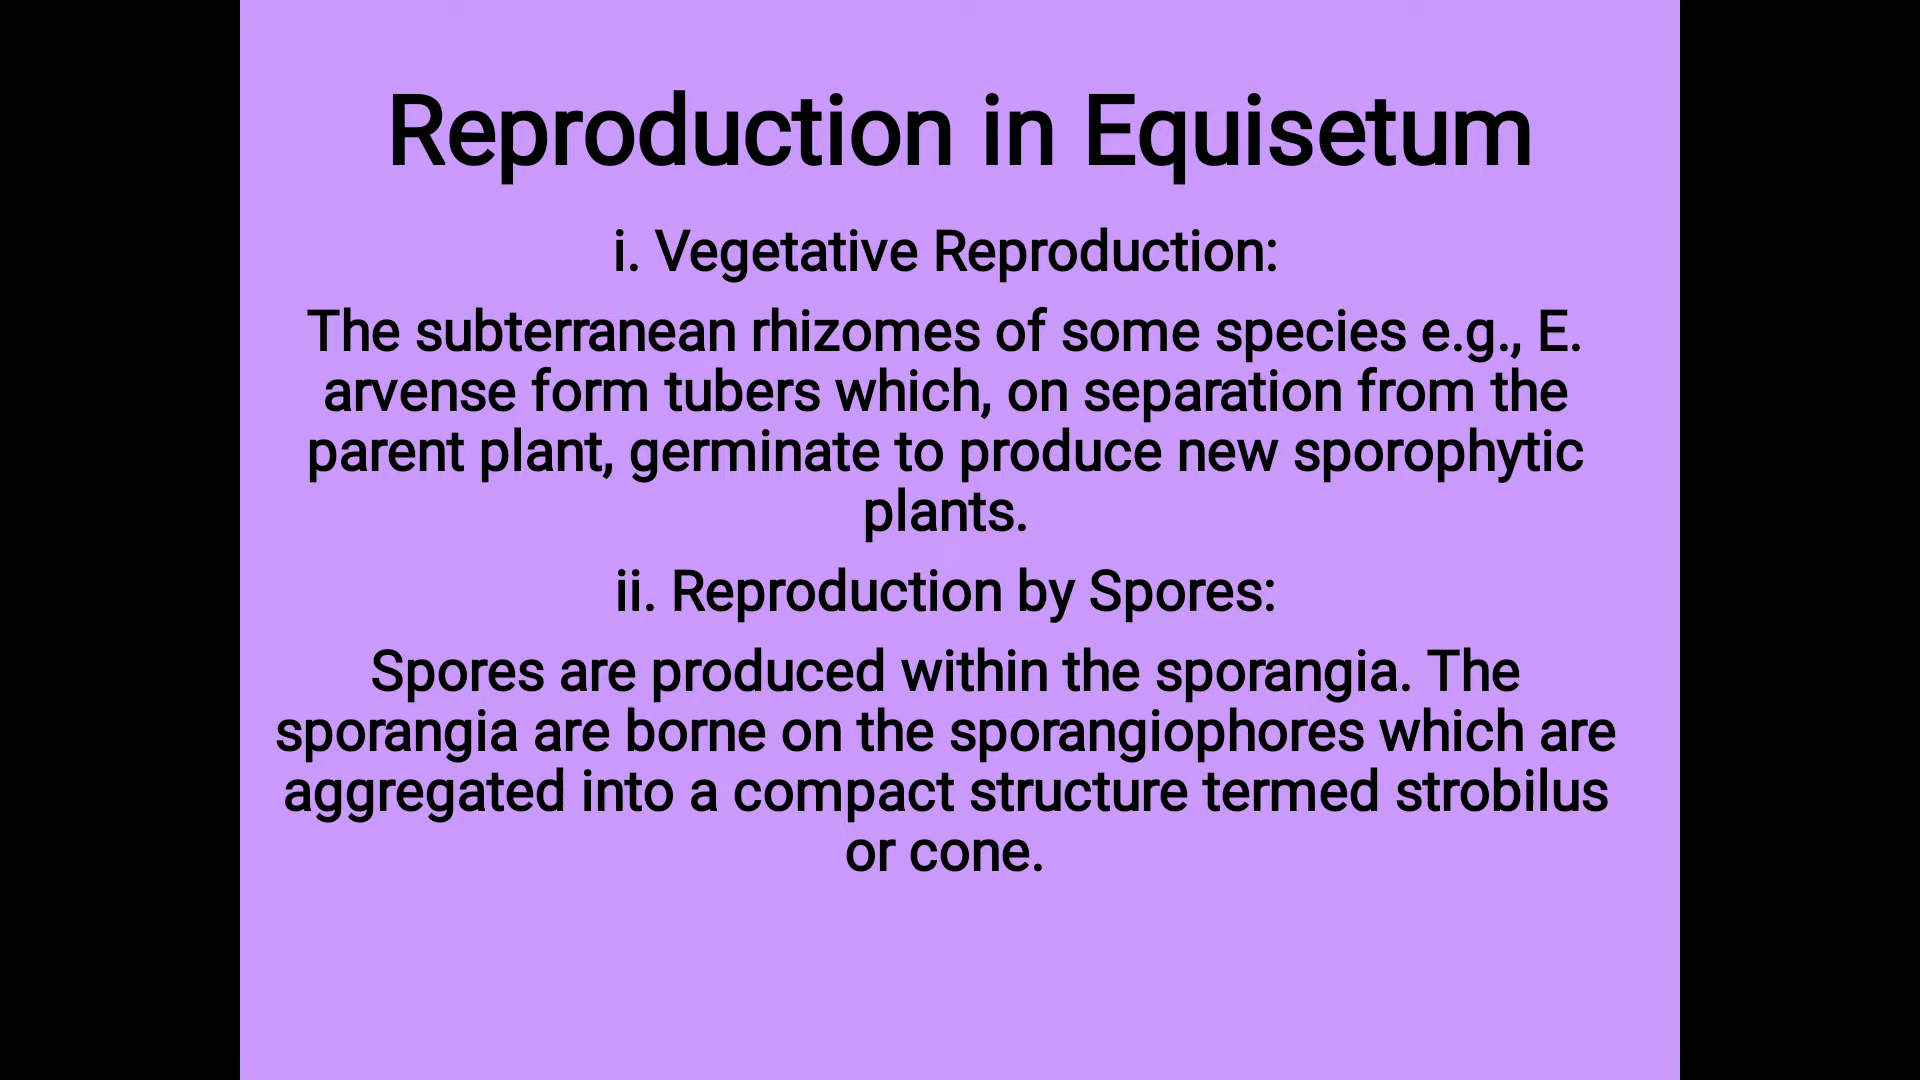 Reproduction in Equisetum
i. Vegetative Reproduction:
The subterranean rhizomes of some species e.g., E.
arvense form tubers which, on separation from the
parent plant, germinate to produce new sporophytic
plants.
ii. Reproduction by Spores:
Spores are produced within the sporangia. The
sporangia are borne on the sporangiophores which are
aggregated into a compact structure termed strobilus
or cone.